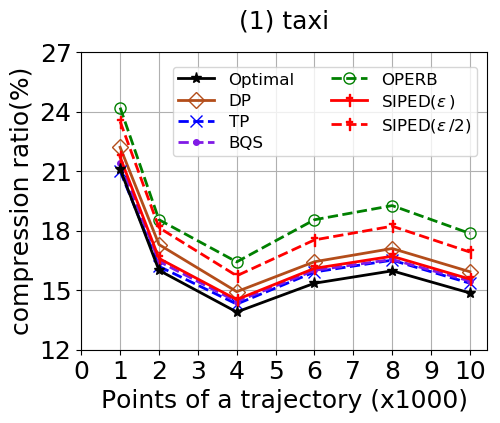 (1) taxi
compression ratio(%)
27
24
21
18
15
12
Optimal
DP
TP
BQS
OPERB
SIPED(ε)
SIPED(ε/2)
0 1 2 3 4 5 6 7 8 9 10
Points of a trajectory (x1000)